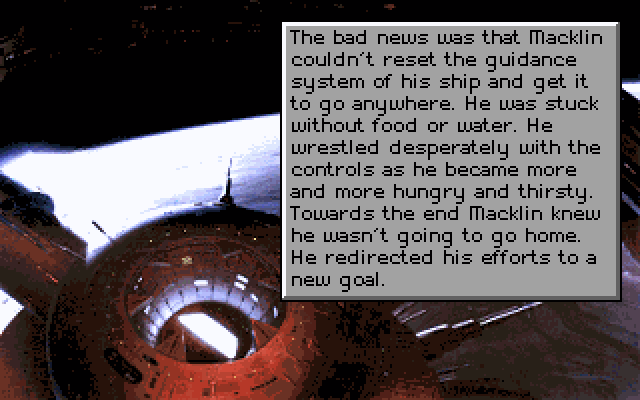 The bad news was that Macklin
couldn't reset the guidance
system of his ship and get it
to go anywhere. He was stuck
without food or water. He
wrestled desperately with the
controls as he became more
and more hungry and thirsty.
Towards the end Macklin knew
he wasn't going to go home.
He redirected his efforts to a
new goal.